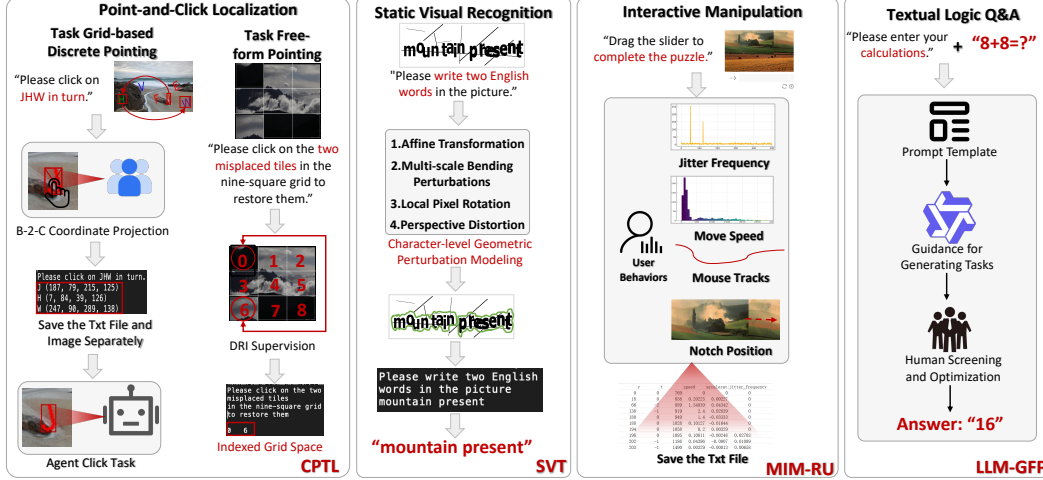 Point-and-Click Localization
Task Grid-based
Discrete Pointing
"Please click on
JHW in turn."
B-2-C Coordinate Projection
Please click on JHW in turn.
J (187, 79, 215, 125)
H (7, 84, 39, 126)
W (247, 90, 289, 138)
Save the Txt File and
Image Separately
Agent Click Task
Task Free-
form Pointing
"Please click on the two
misplaced tiles in the
nine-square grid to
restore them."
0 1 2
3 4 5
6 7 8
DRI Supervision
Please click on the two
misplaced tiles
in the nine-square grid
to restore them
0 6
Indexed Grid Space
CPTL
Static Visual Recognition
mountain present
"Please write two English
words in the picture."
1.Affine Transformation
2.Multi-scale Bending
Perturbations
3.Local Pixel Rotation
4.Perspective Distortion
Character-level Geometric
Perturbation Modeling
mountain present
Please write two English
words in the picture
mountain present
"mountain present"
SVT
Interactive Manipulation
"Drag the slider to
complete the puzzle."
User
Behaviors
Jitter Frequency
Move Speed
Mouse Tracks
Notch Position
Save the Txt File
MIM-RU
Textual Logic Q&A
"Please enter your
calculations."
+ "8+8=?"
Prompt Template
Guidance for
Generating Tasks
Human Screening
and Optimization
Answer: "16"
LLM-GFP